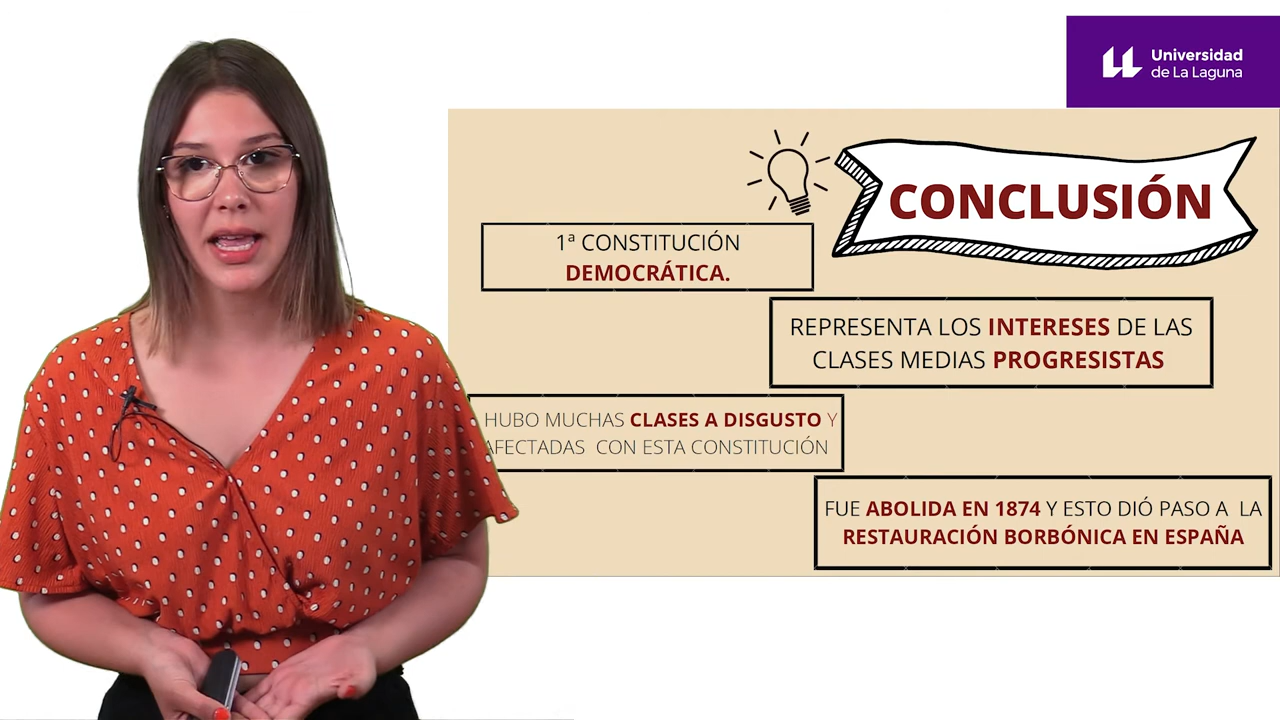 Universidad
de La Laguna
CONCLUSIÓN
1ª CONSTITUCIÓN
DEMOCRÁTICA.
REPRESENTA LOS INTERESES DE LAS
CLASES MEDIAS PROGRESISTAS
HUBO MUCHAS CLASES A DISGUSTO Y
AFECTADAS CON ESTA CONSTITUCIÓN
FUE ABOLIDA EN 1874 Y ESTO DIÓ PASO A LA
RESTAURACIÓN BORBÓNICA EN ESPAÑA